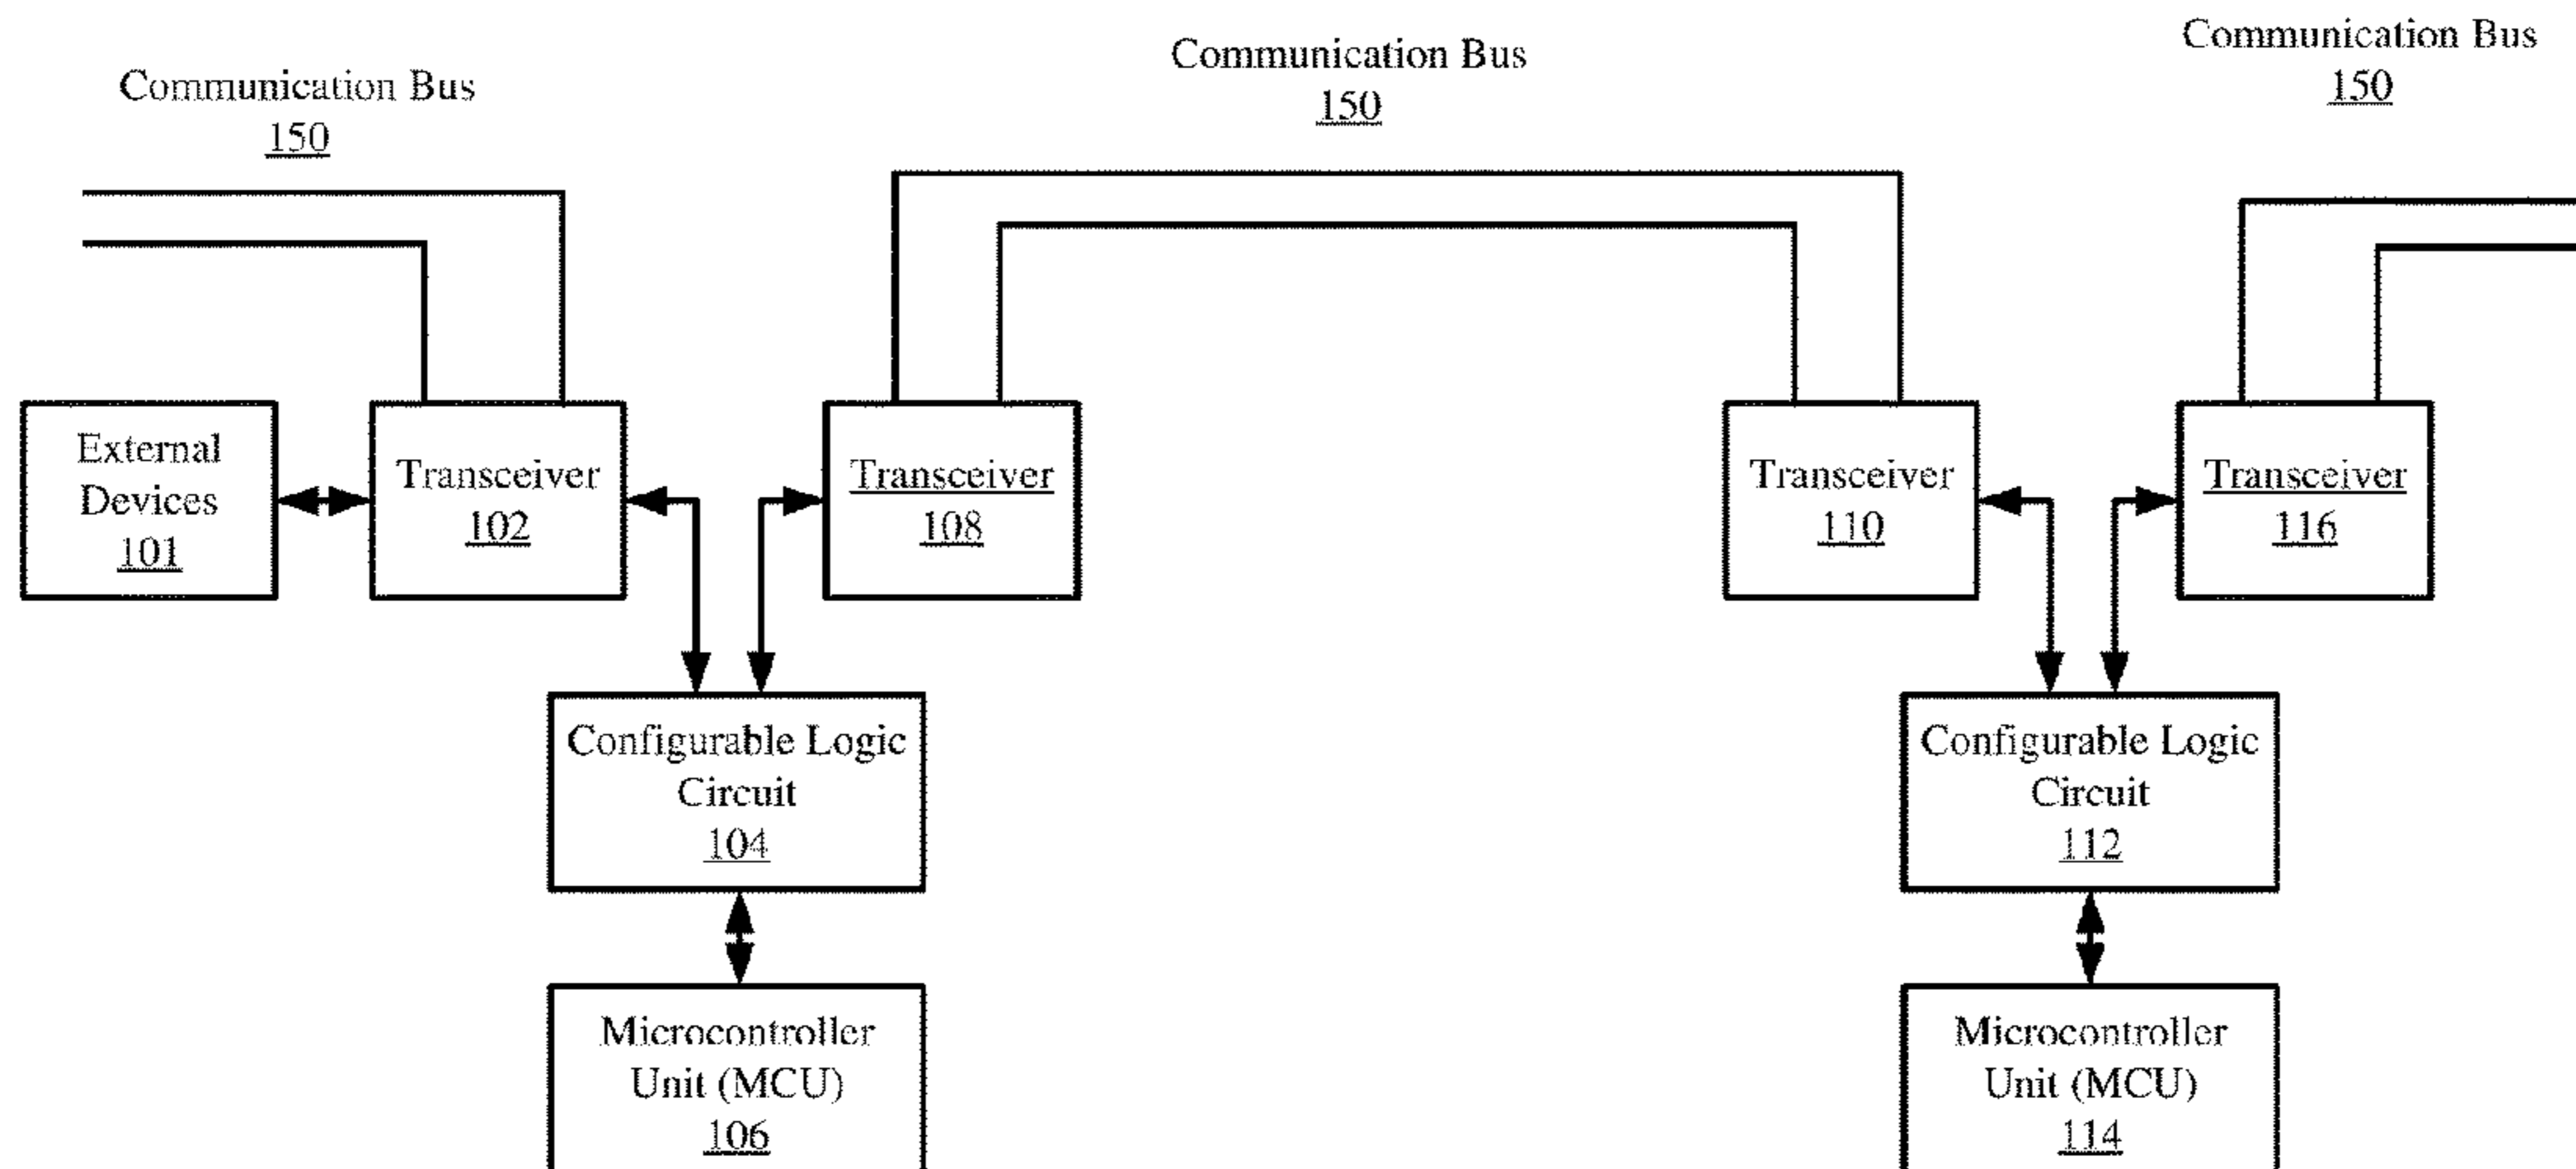 Communication Bus
150
Communication Bus
150
Communication Bus
150
External
Devices
101
Transceiver
102
Transceiver
108
Transceiver
110
Transceiver
116
Configurable Logic
Circuit
104
Configurable Logic
Circuit
112
Microcontroller
Unit (MCU)
106
Microcontroller
Unit (MCU)
114